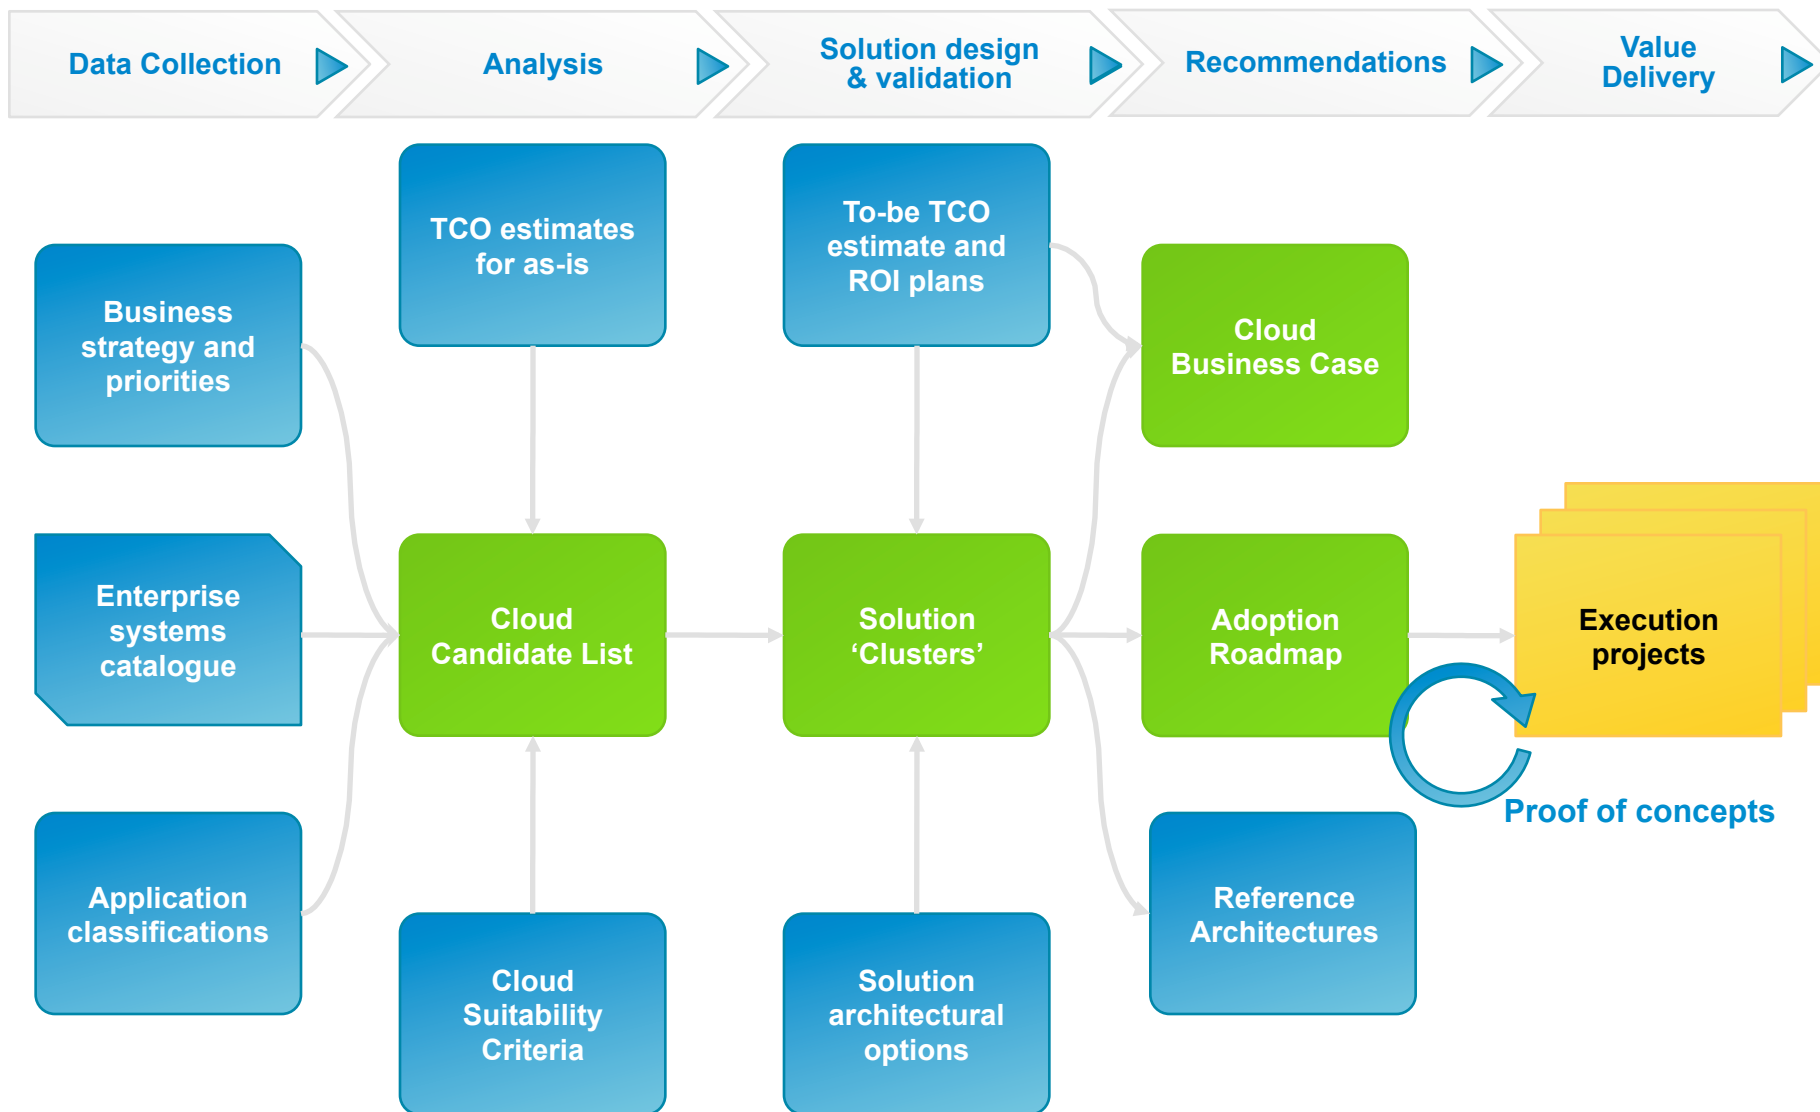 Data Collection
Analysis
Solution design
& validation
Recommendations
Value
Delivery
TCO estimates
for as-is
To-be TCO
estimate and
ROI plans
Business
strategy and
priorities
Cloud
Business Case
Enterprise
systems
catalogue
Cloud
Candidate List
Solution
‘Clusters’
Adoption
Roadmap
Execution
projects
Proof of concepts
Application
classifications
Reference
Architectures
Cloud
Suitability
Criteria
Solution
architectural
options